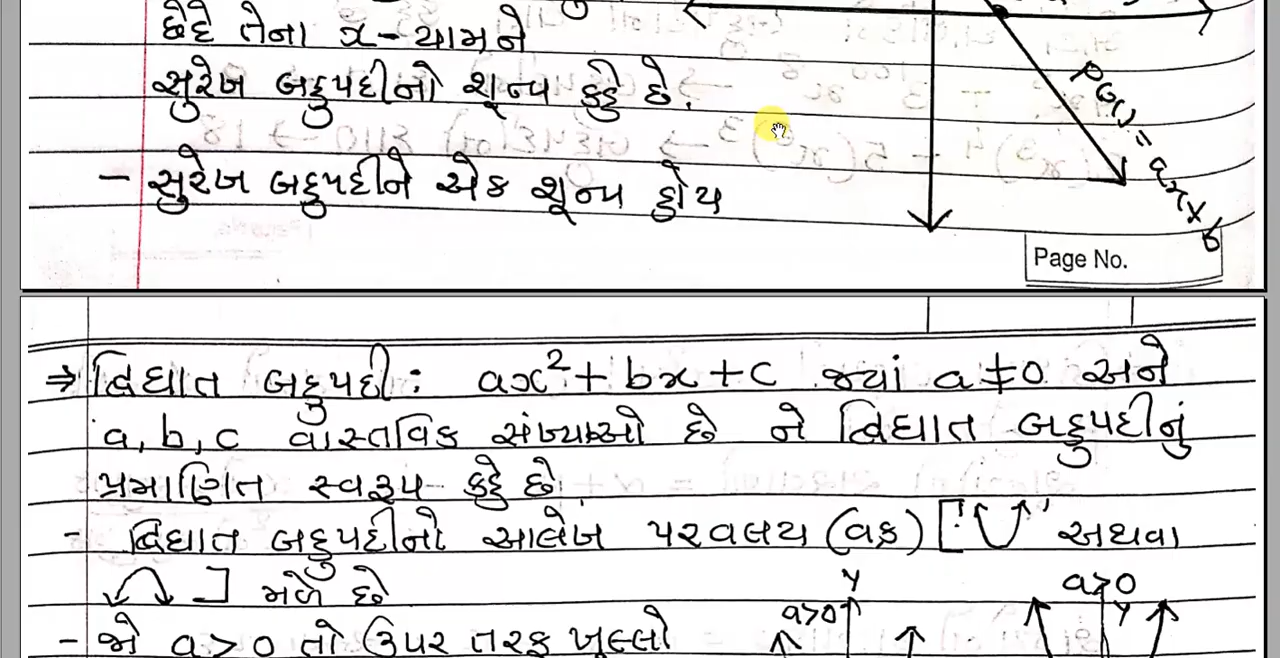 છેદે તેના x - યામને
સુરેખ બહુપદીનો શૂન્ય કહે છે.
- સુરેખ બહુપદીને એક શૂન્ય હોય
P(x) = ax+b
Page No.
⇒ દ્વિઘાત બહુપદી: ax²+bx+c જ્યાં a≠0 અને
a, b, c વાસ્તવિક સંખ્યાઓ છે ને દ્વિઘાત બહુપદીનું
પ્રમાણિત સ્વરૂપ કહે છે.
- દ્વિઘાત બહુપદીનો આલેખ પરવલય (વક્ર) [ '∪' અથવા
∩ ] મળે છે
y
a>0
a>0
y
- જો a>0 તો ઉપર તરફ ખુલ્લો